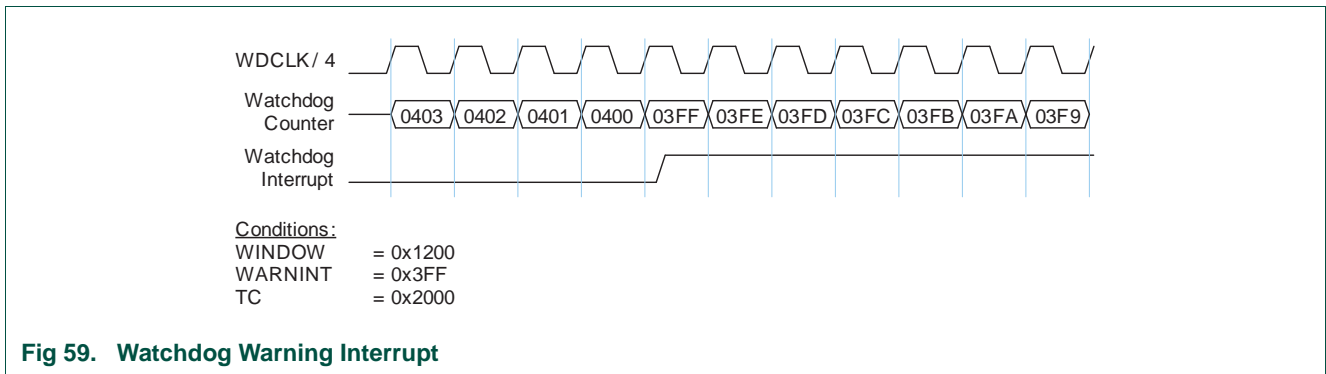 WDCLK / 4
Watchdog
Counter
0403 0402 0401 0400 03FF 03FE 03FD 03FC 03FB 03FA 03F9
Watchdog
Interrupt
Conditions:
WINDOW = 0x1200
WARNINT = 0x3FF
TC = 0x2000
Fig 59. Watchdog Warning Interrupt